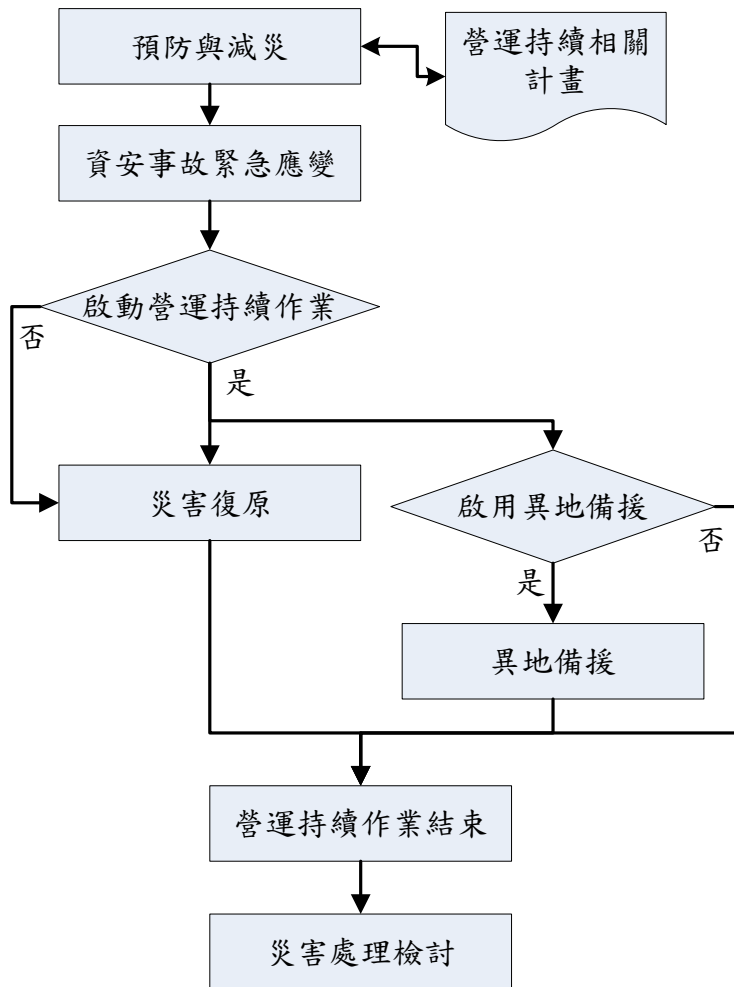 預防與減災
營運持續相關
計畫
資安事故緊急應變
啟動營運持續作業
否
是
災害復原
啟用異地備援
否
是
異地備援
營運持續作業結束
災害處理檢討